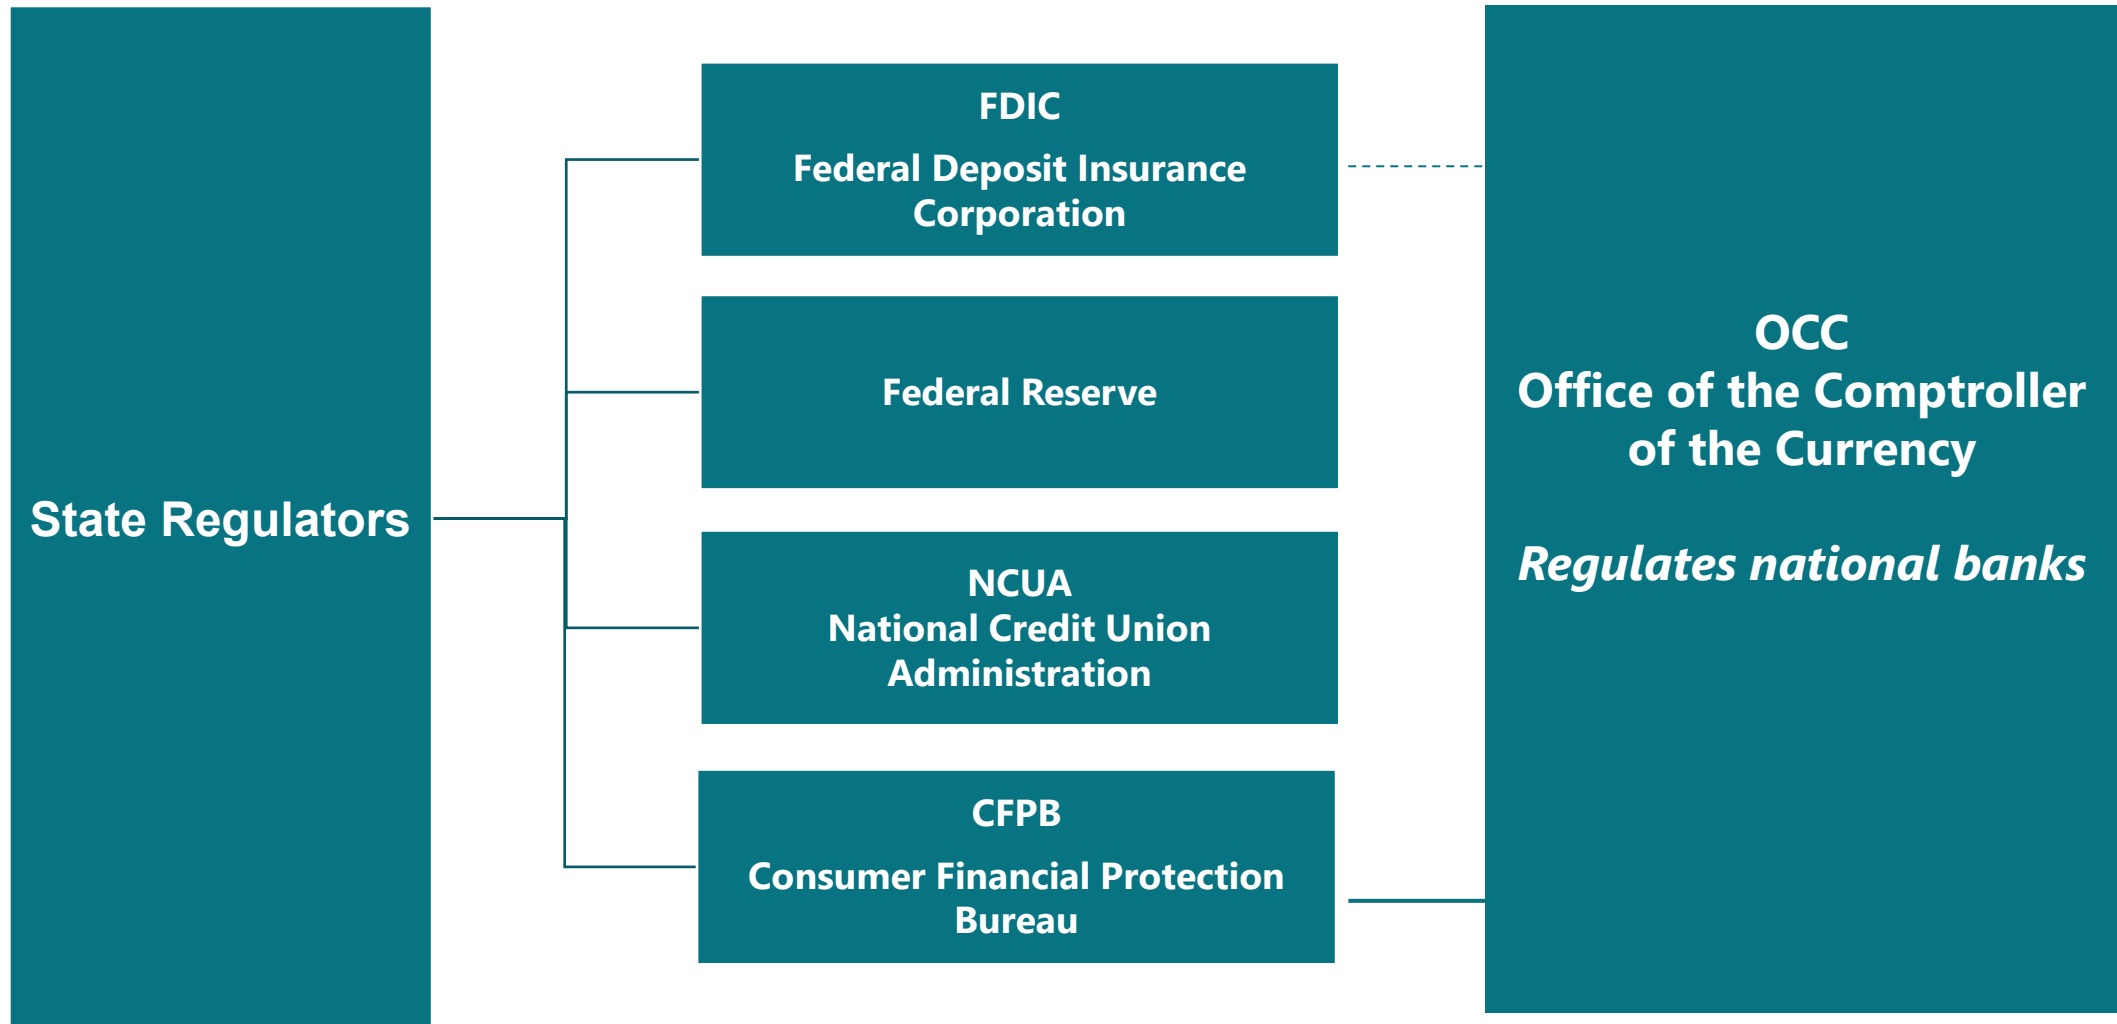 State Regulators
FDIC
Federal Deposit Insurance
Corporation
Federal Reserve
NCUA
National Credit Union
Administration
CFPB
Consumer Financial Protection
Bureau
OCC
Office of the Comptroller
of the Currency
Regulates national banks